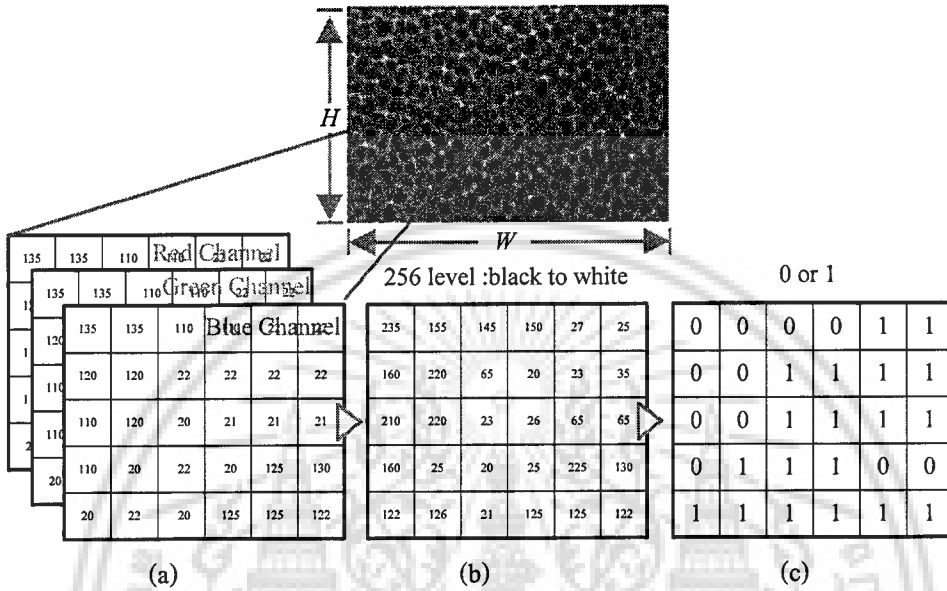 H
W
256 level :black to white
0 or 1
135 135 110 Red Channel
135 135 110 Green Channel
120
110
110
20
135 135 110 Blue Channel
120 120 22 22 22 22
110 120 20 21 21 21
110 20 22 20 125 130
20 22 20 125 125 122
235 155 145 150 27 25
160 220 65 20 23 35
210 220 23 26 65 65
160 25 20 25 225 130
122 126 21 125 125 122
0 0 0 0 1 1
0 0 1 1 1 1
0 0 1 1 1 1
0 1 1 1 0 0
1 1 1 1 1 1
(a) (b) (c)